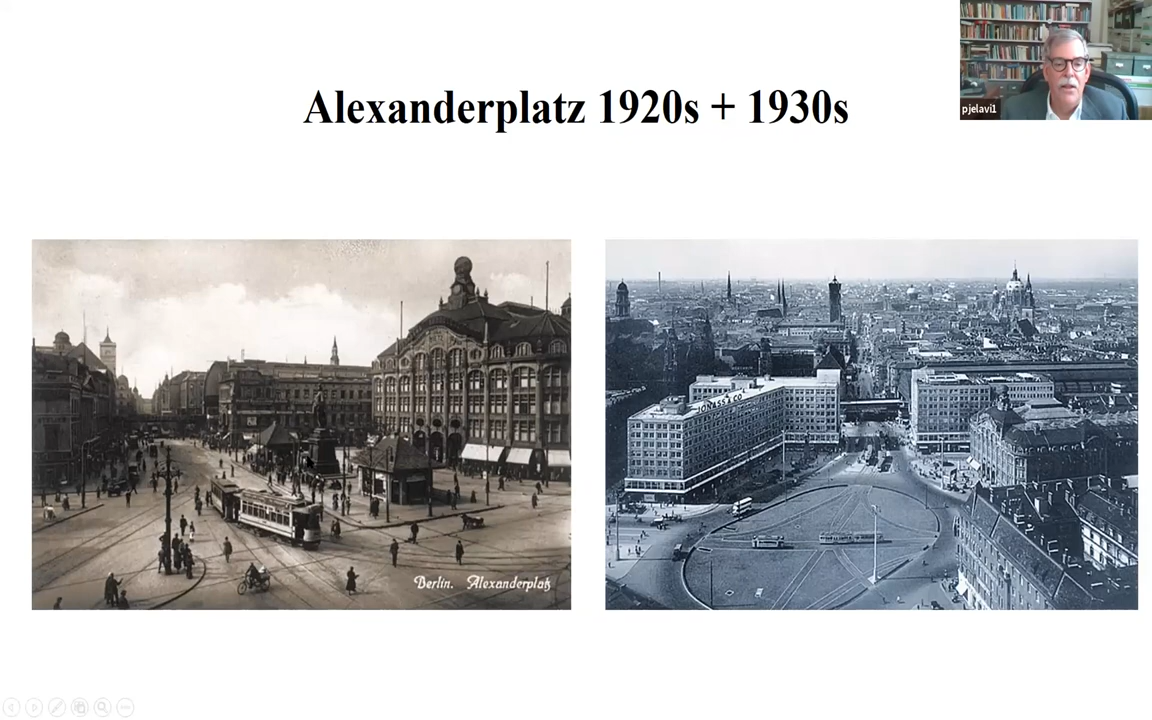 Alexanderplatz 1920s + 1930s
pjelavi1
Berlin. Alexanderplatz
JONASS & CO